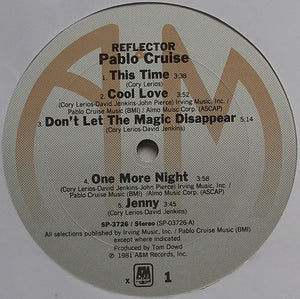 REFLECTOR
Pablo Cruise
1. This Time 3:38
(Cory Lerios)
2. Cool Love 3:52
(Cory Lerios-David Jenkins-John Pierce) Irving Music, Inc. /
Pablo Cruise Music (BMI) / Almo Music Corp. (ASCAP)
3. Don't Let The Magic Disappear 5:14
(Cory Lerios-David Jenkins)
4. One More Night 3:58
(Cory Lerios-David Jenkins-John Pierce) Irving Music, Inc. /
Pablo Cruise Music (BMI) /Almo Music Corp. (ASCAP)
5. Jenny 3:45
(Cory Lerios-David Jenkins)
SP-3726 / Stereo (SP-03726-A)
All selections published by Irving Music, Inc. / Pablo Cruise Music (BMI)
except where indicated.
Produced by Tom Dowd
℗ 1981 A&M Records, Inc.
x A&M 1